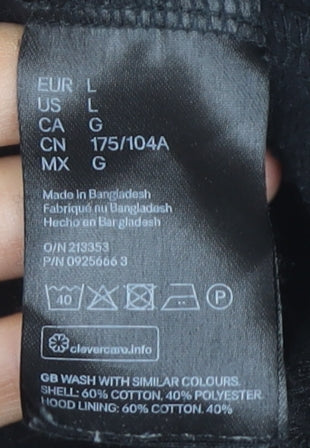 EUR L
US L
CA G
CN 175/104A
MX G
Made in Bangladesh
Fabriqué au Bangladesh
Hecho en Bangladesh
O/N 213353
P/N 0925666 3
40 P
clevercare.info
GB WASH WITH SIMILAR COLOURS.
SHELL: 60% COTTON, 40% POLYESTER.
HOOD LINING: 60% COTTON, 40%